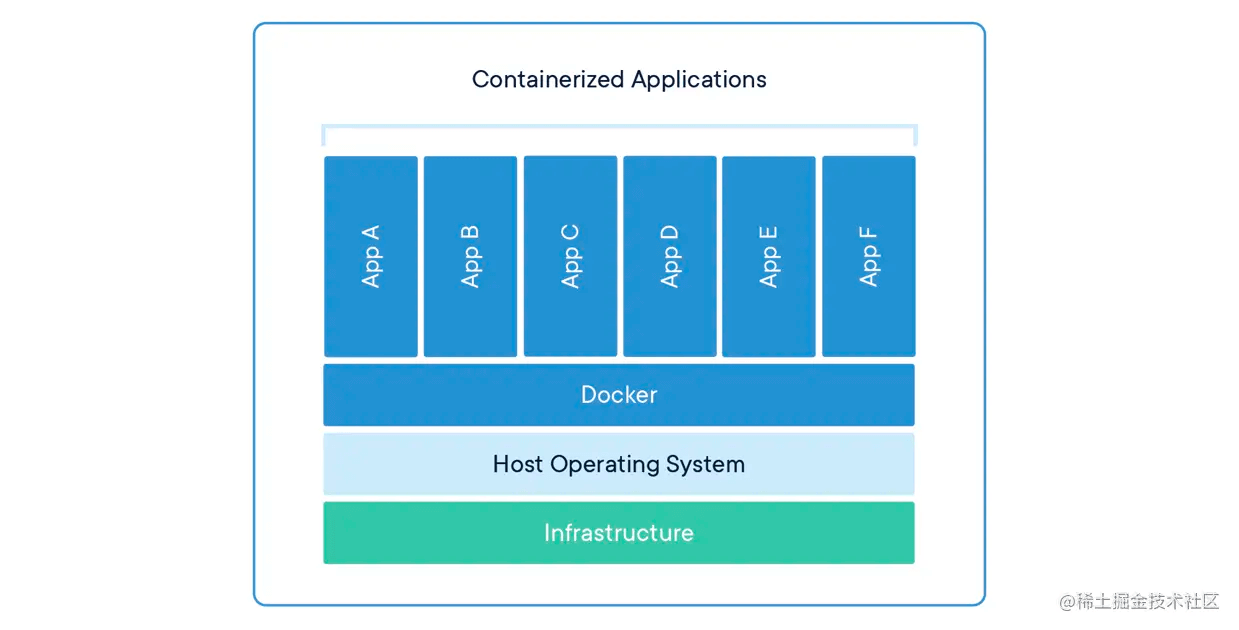 Containerized Applications
App A
App B
App C
App D
App E
App F
Docker
Host Operating System
Infrastructure
@稀土掘金技术社区